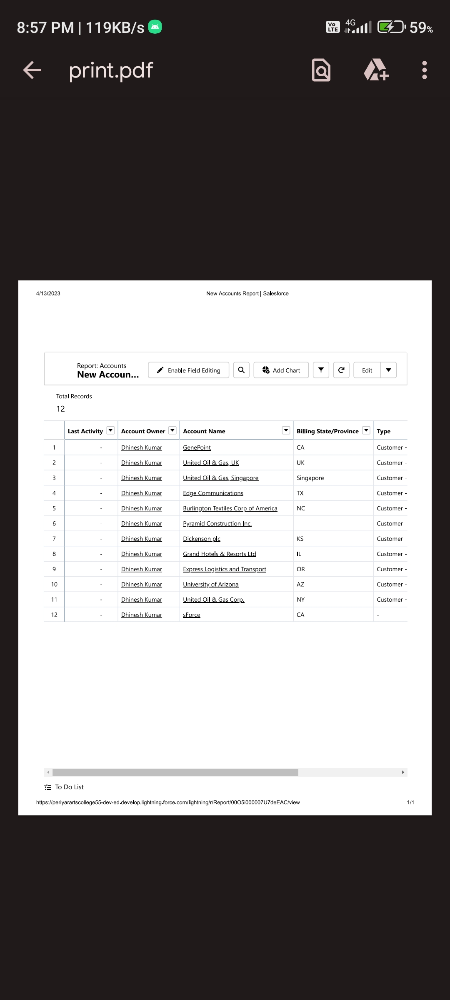 8:57 PM | 119KB/s VoLTE 4G 59%
print.pdf
4/13/2023 New Accounts Report | Salesforce
Report: Accounts
New Accoun...
Enable Field Editing Add Chart Edit
Total Records
12
Last Activity Account Owner Account Name Billing State/Province Type
1 - Dhinesh Kumar GenePoint CA Customer -
2 - Dhinesh Kumar United Oil & Gas, UK UK Customer -
3 - Dhinesh Kumar United Oil & Gas, Singapore Singapore Customer -
4 - Dhinesh Kumar Edge Communications TX Customer -
5 - Dhinesh Kumar Burlington Textiles Corp of America NC Customer -
6 - Dhinesh Kumar Pyramid Construction Inc. - Customer -
7 - Dhinesh Kumar Dickenson plc KS Customer -
8 - Dhinesh Kumar Grand Hotels & Resorts Ltd IL Customer -
9 - Dhinesh Kumar Express Logistics and Transport OR Customer -
10 - Dhinesh Kumar University of Arizona AZ Customer -
11 - Dhinesh Kumar United Oil & Gas Corp. NY Customer -
12 - Dhinesh Kumar sForce CA -
To Do List
https://periyarartscollege55-dev-ed.develop.lightning.force.com/lightning/r/Report/00O5i000007U7deEAC/view 1/1